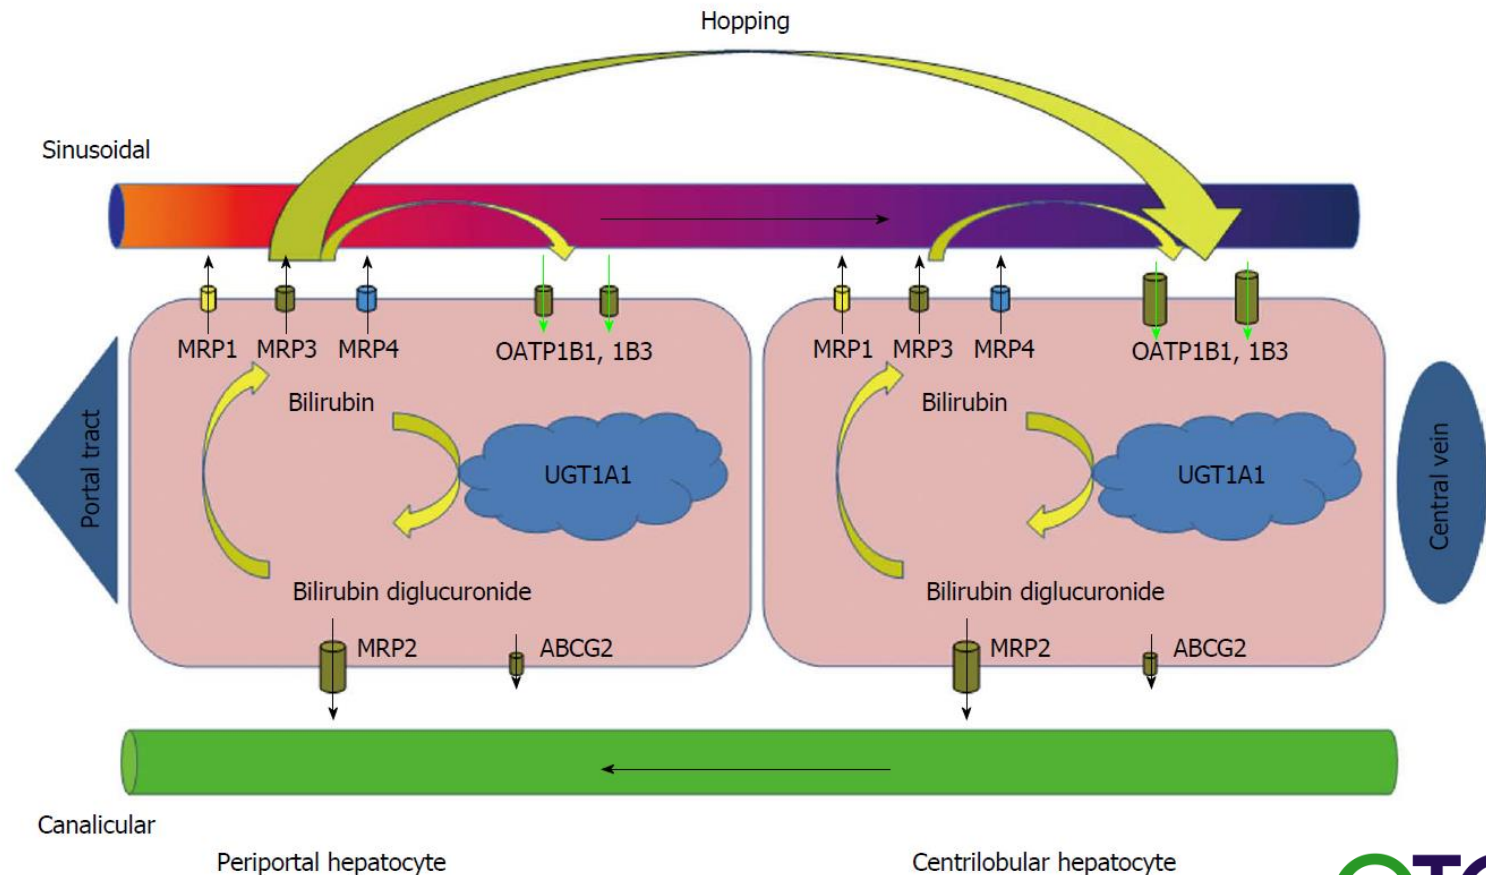 Hopping
Sinusoidal
MRP1 MRP3 MRP4 OATP1B1, 1B3
MRP1 MRP3 MRP4 OATP1B1, 1B3
Bilirubin
Bilirubin
Portal tract
UGT1A1
UGT1A1
Central vein
Bilirubin diglucuronide
Bilirubin diglucuronide
MRP2 ABCG2
MRP2 ABCG2
Canalicular
Periportal hepatocyte
Centrilobular hepatocyte